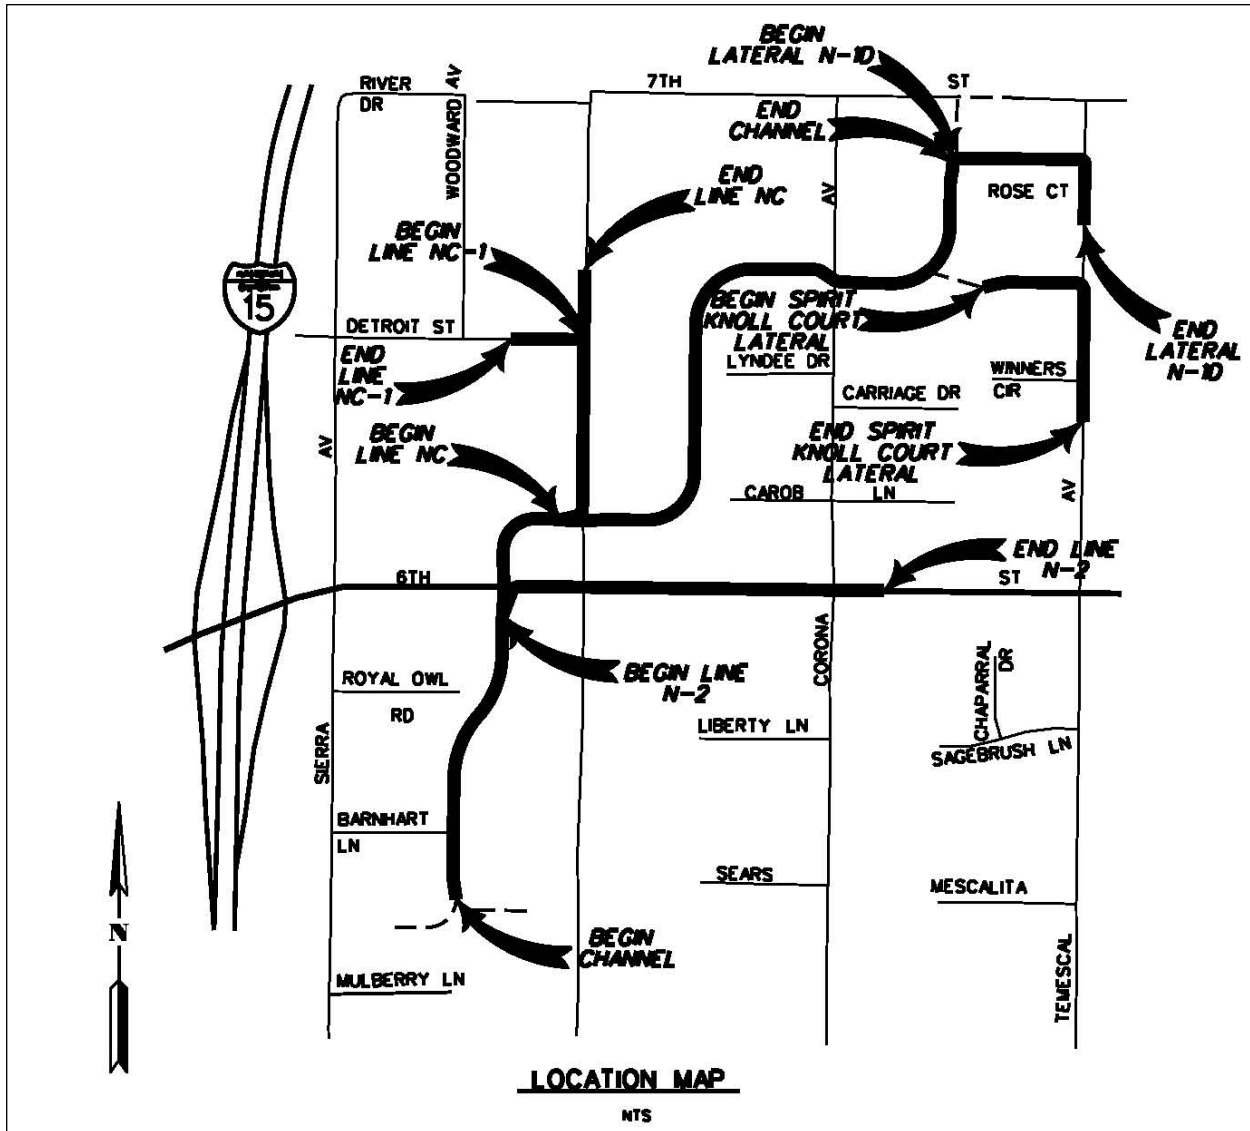 BEGIN
LATERAL N-1D
RIVER
DR
WOODWARD AV
7TH
ST
END
CHANNEL
AV
ROSE CT
END
LINE NC
BEGIN
LINE NC-1
15
BEGIN SPIRIT
KNOLL COURT
LATERAL
END
LATERAL
N-1D
DETROIT ST
END
LINE
NC-1
LYNDEE DR
WINNERS
CIR
CARRIAGE DR
BEGIN
LINE NC
AV
END SPIRIT
KNOLL COURT
LATERAL
CAROB LN
AV
6TH
END LINE
N-2
ST
CORONA
BEGIN LINE
N-2
ROYAL OWL
RD
CHAPARRAL
DR
SIERRA
LIBERTY LN
SAGEBRUSH LN
BARNHART
LN
SEARS
MESCALITA
N
BEGIN
CHANNEL
MULBERRY LN
TEMESCAL
LOCATION MAP
NTS